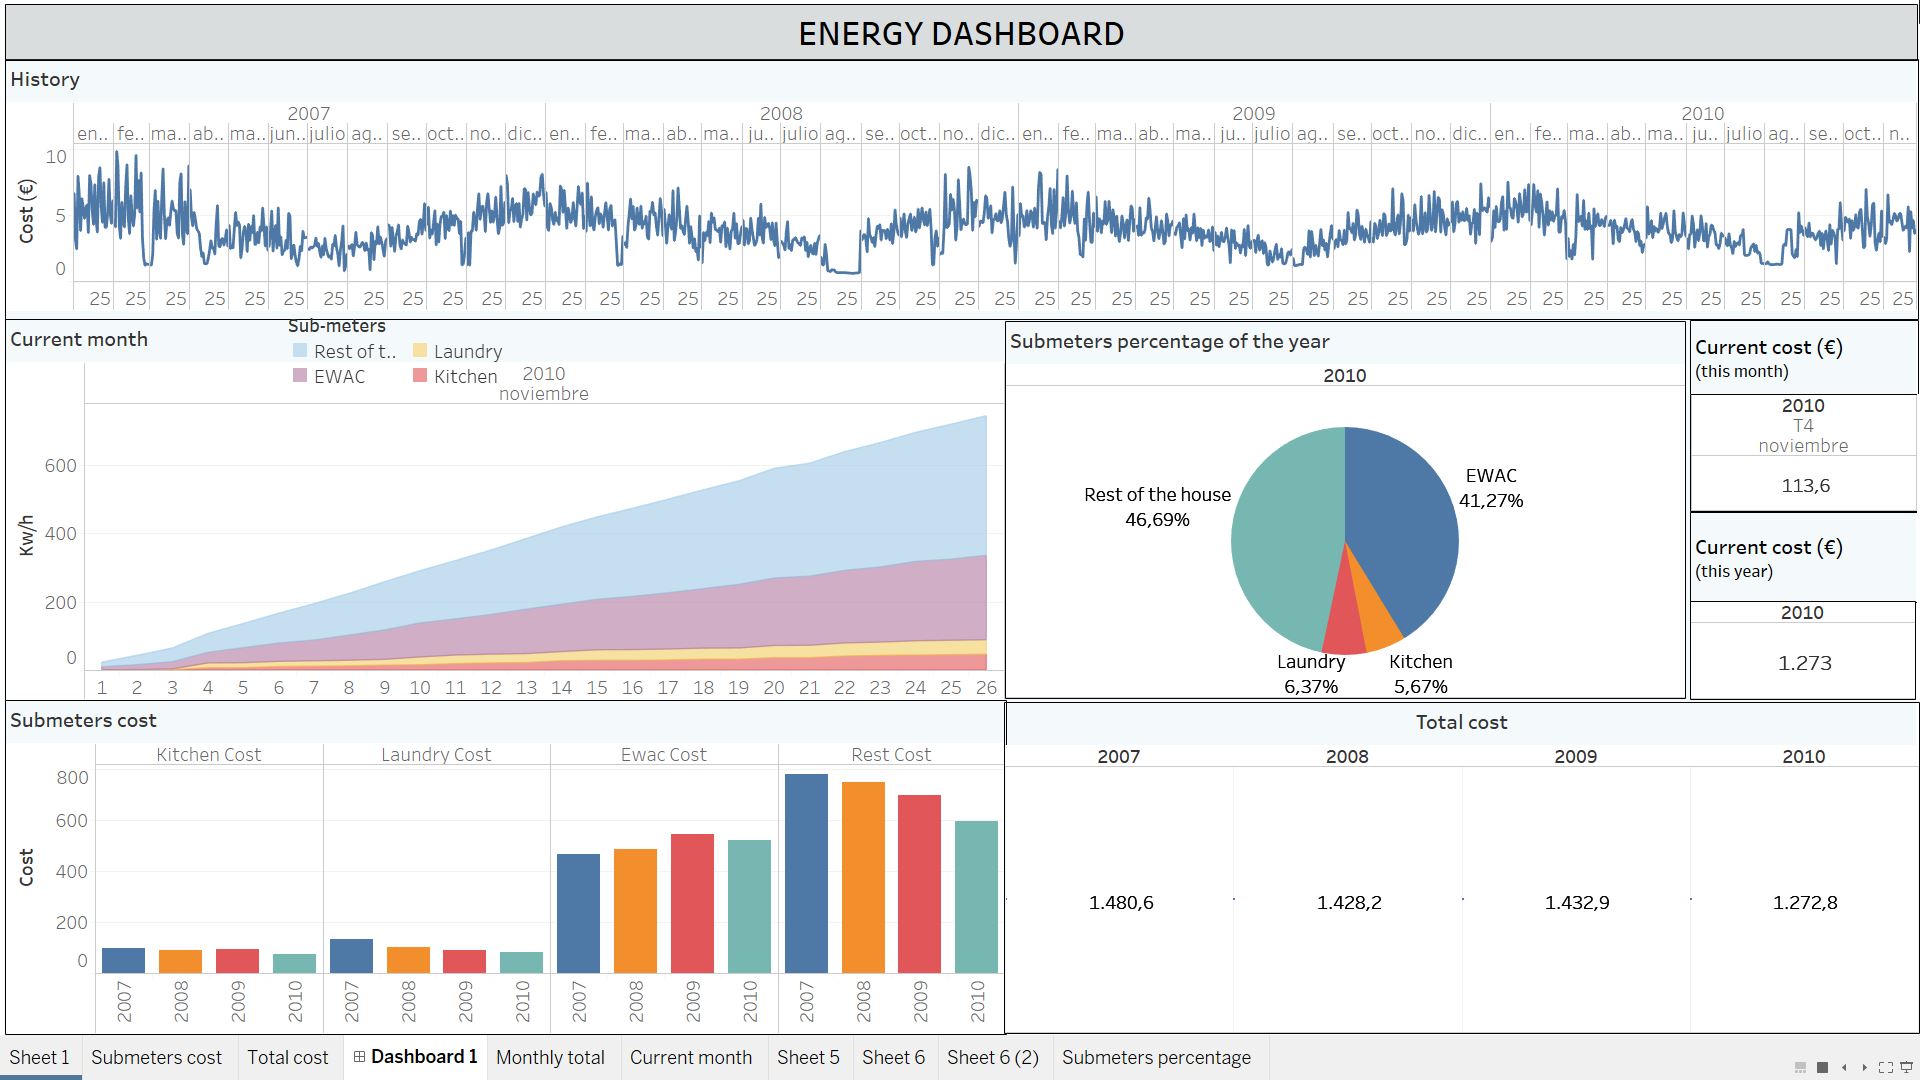 ENERGY DASHBOARD
History
2007 2008 2009 2010
en.. fe.. ma.. ab.. ma.. jun.. julio ag.. se.. oct.. no.. dic.. en.. fe.. ma.. ab.. ma.. ju.. julio ag.. se.. oct.. no.. dic.. en.. fe.. ma.. ab.. ma.. ju.. julio ag.. se.. oct.. no.. dic.. en.. fe.. ma.. ab.. ma.. ju.. julio ag.. se.. oct.. n..
Cost (€)
10
5
0
25 25 25 25 25 25 25 25 25 25 25 25 25 25 25 25 25 25 25 25 25 25 25 25 25 25 25 25 25 25 25 25 25 25 25 25 25 25 25 25 25 25 25 25 25 25 25
Current month
Sub-meters
Rest of t.. Laundry
EWAC Kitchen
2010
noviembre
Kw/h
600
400
200
0
1 2 3 4 5 6 7 8 9 10 11 12 13 14 15 16 17 18 19 20 21 22 23 24 25 26
Submeters percentage of the year
2010
EWAC
41,27%
Rest of the house
46,69%
Laundry
6,37%
Kitchen
5,67%
Current cost (€)
(this month)
2010
T4
noviembre
113,6
Current cost (€)
(this year)
2010
1.273
Submeters cost
Kitchen Cost Laundry Cost Ewac Cost Rest Cost
Cost
800
600
400
200
0
2007 2008 2009 2010 2007 2008 2009 2010 2007 2008 2009 2010 2007 2008 2009 2010
Total cost
2007 2008 2009 2010
1.480,6 1.428,2 1.432,9 1.272,8
Sheet 1 Submeters cost Total cost Dashboard 1 Monthly total Current month Sheet 5 Sheet 6 Sheet 6 (2) Submeters percentage